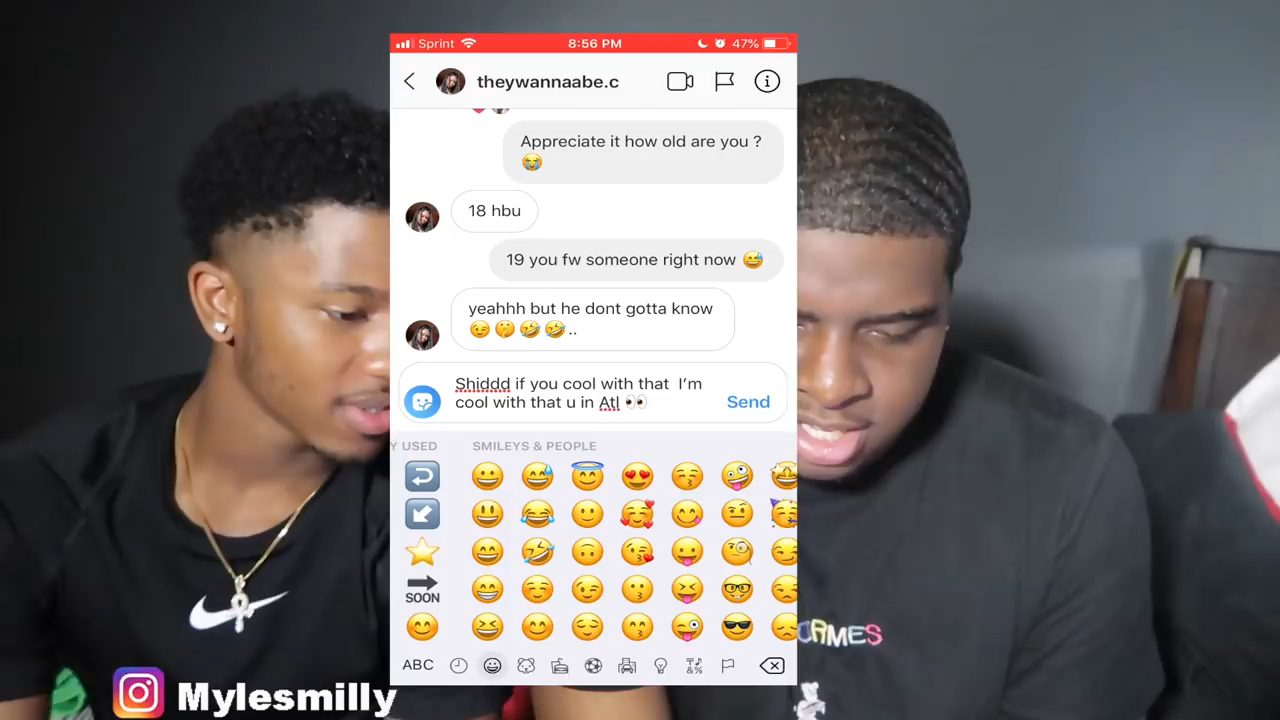 Sprint 8:56 PM 47%
theywannaabe.c
Appreciate it how old are you ?
😭
18 hbu
19 you fw someone right now 😅
yeahhh but he dont gotta know
😉🤫🤣🤣..
Shiddd if you cool with that I'm
cool with that u in Atl 👀
Send
Y USED SMILEYS & PEOPLE
SOON
ABC
Mylesmilly